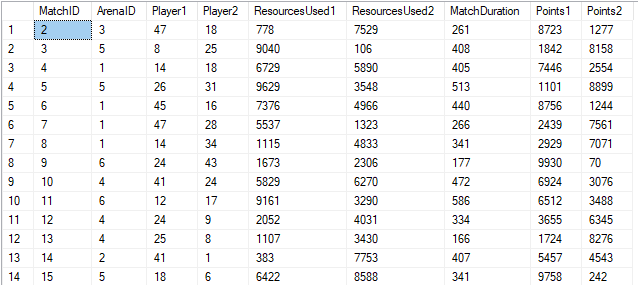 MatchID ArenaID Player1 Player2 ResourcesUsed1 ResourcesUsed2 MatchDuration Points1 Points2
1 2 3 47 18 778 7529 261 8723 1277
2 3 5 8 25 9040 106 408 1842 8158
3 4 1 14 18 6729 5890 405 7446 2554
4 5 5 26 31 9629 3548 513 1101 8899
5 6 1 45 16 7376 4966 440 8756 1244
6 7 1 47 28 5537 1323 266 2439 7561
7 8 1 14 34 1115 4833 341 2929 7071
8 9 6 24 43 1673 2306 177 9930 70
9 10 4 41 24 5829 6270 472 6924 3076
10 11 6 12 17 9161 3290 586 6512 3488
11 12 4 24 9 2052 4031 334 3655 6345
12 13 4 25 8 1107 3430 166 1724 8276
13 14 2 41 1 383 7753 407 5457 4543
14 15 5 18 6 6422 8588 341 9758 242